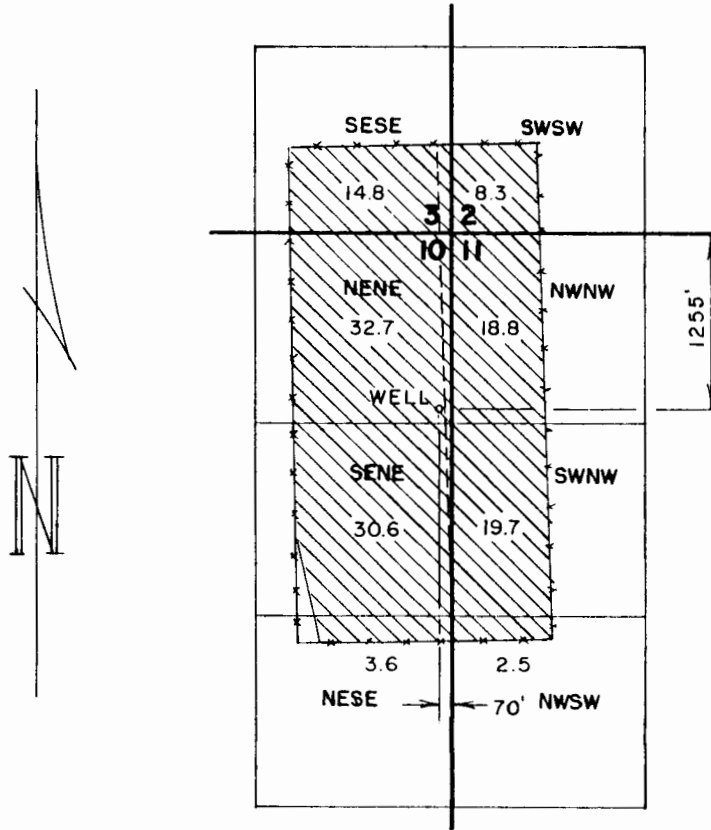 SESE SWSW
14.8 8.3
3 2
10 11
NENE NWNW
32.7 18.8
1255'
WELL
SENE SWNW
30.6 19.7
N
3.6 2.5
NESE 70' NWSW